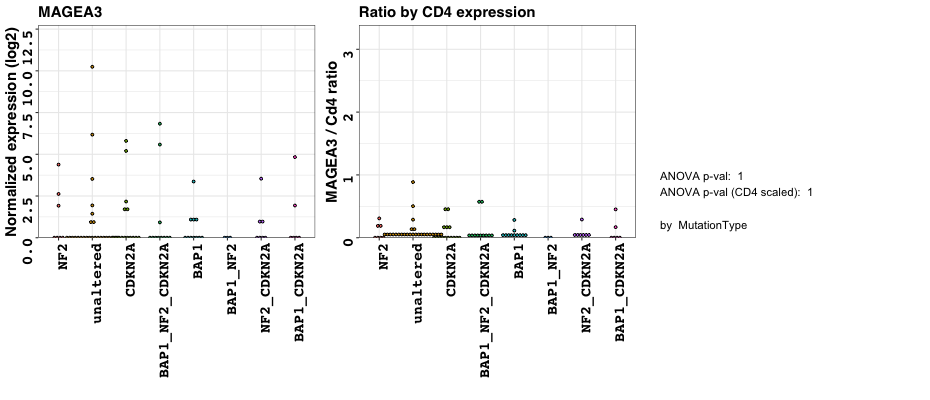 MAGEA3
Normalized expression (log2)
0.0
2.5
5.0
7.5
10.0
12.5
NF2
unaltered
CDKN2A
BAP1_NF2_CDKN2A
BAP1
BAP1_NF2
NF2_CDKN2A
BAP1_CDKN2A
Ratio by CD4 expression
MAGEA3 / Cd4 ratio
0
1
2
3
NF2
unaltered
CDKN2A
BAP1_NF2_CDKN2A
BAP1
BAP1_NF2
NF2_CDKN2A
BAP1_CDKN2A
ANOVA p-val: 1
ANOVA p-val (CD4 scaled): 1
by MutationType